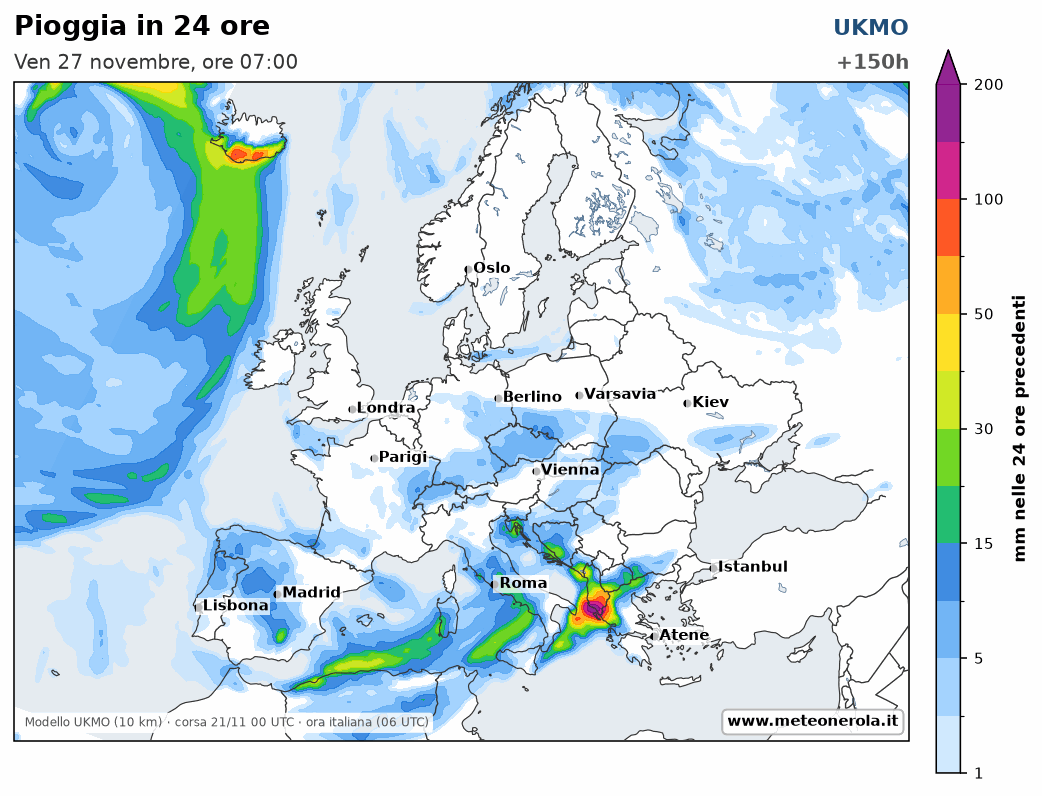 Pioggia in 24 ore
UKMO
Ven 27 novembre, ore 07:00
+150h
200
100
50
30
15
5
1
mm nelle 24 ore precedenti
Oslo
Berlino
Varsavia
Kiev
Londra
Parigi
Vienna
Istanbul
Roma
Madrid
Lisbona
Atene
Modello UKMO (10 km) · corsa 21/11 00 UTC · ora italiana (06 UTC)
www.meteonerola.it